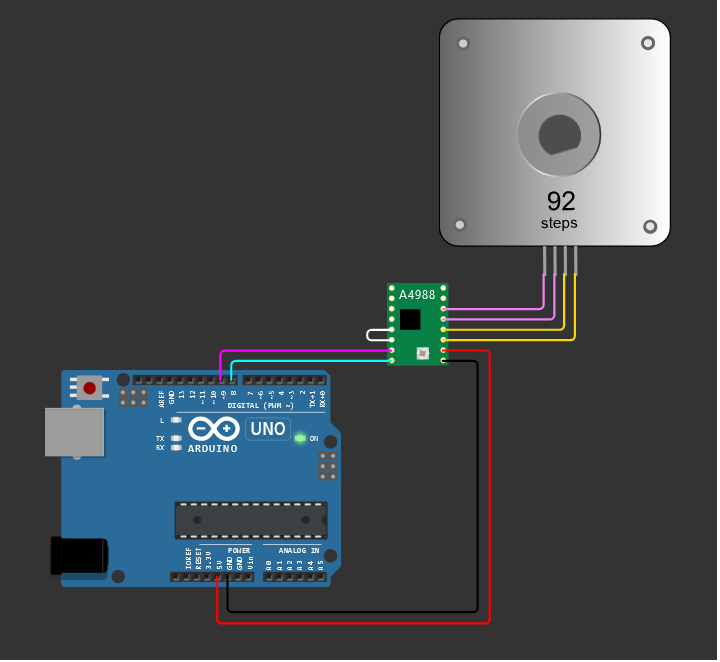 92
steps
A4988
AREF
GND
13
12
~11
~10
~9
8
7
~6
~5
4
~3
2
TX→1
RX←0
DIGITAL (PWM ~)
L
TX
RX
UNO
ON
ARDUINO
POWER
ANALOG IN
IOREF
RESET
3.3V
5V
GND
GND
Vin
A0
A1
A2
A3
A4
A5